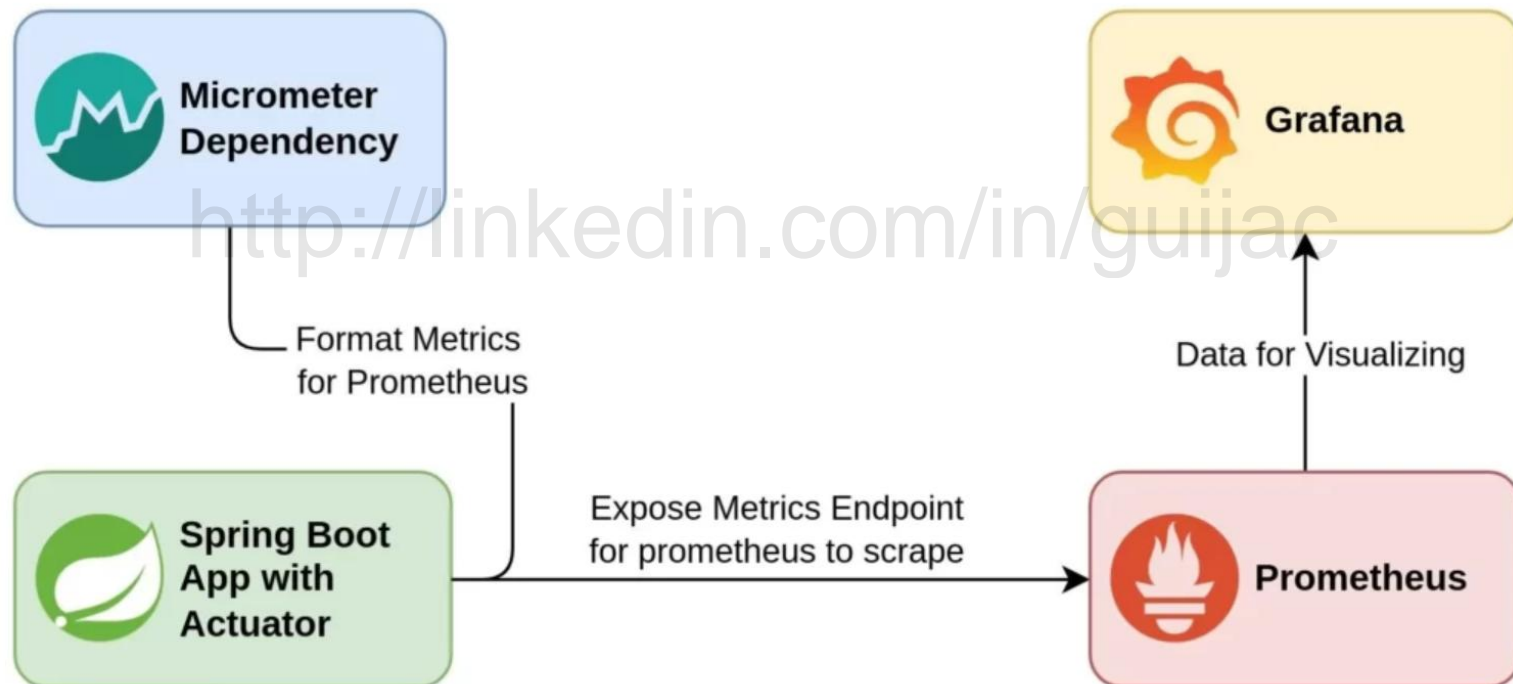 Micrometer
Dependency
Grafana
http://linkedin.com/in/guijac
Format Metrics
for Prometheus
Data for Visualizing
Spring Boot
App with
Actuator
Expose Metrics Endpoint
for prometheus to scrape
Prometheus